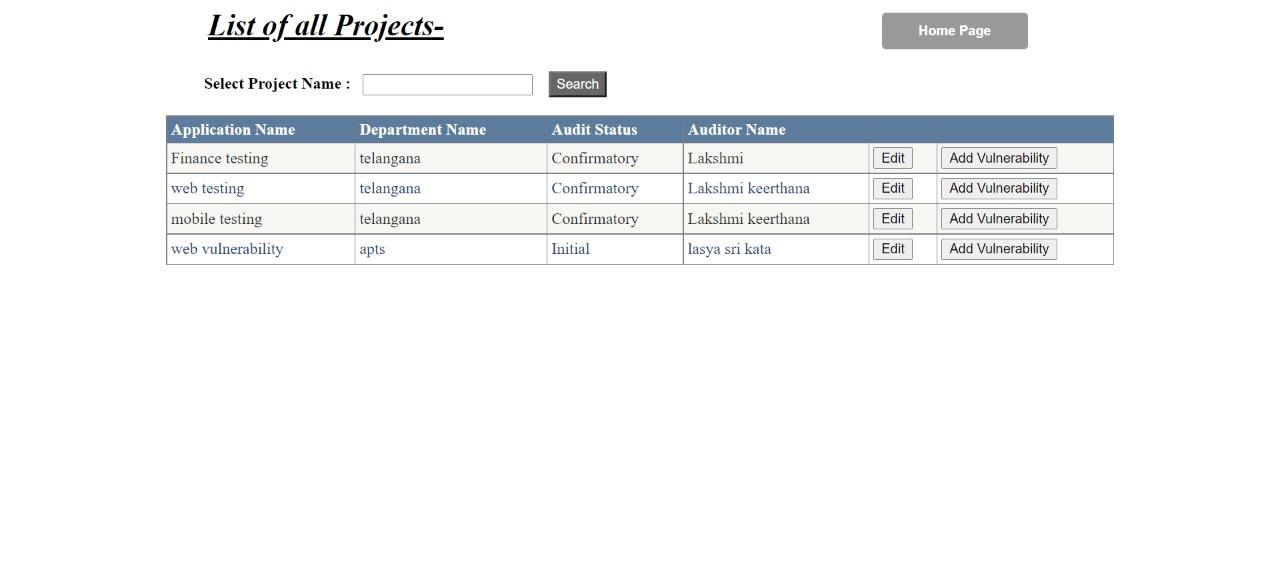 List of all Projects-
Home Page
Select Project Name :
Search
Application Name Department Name Audit Status Auditor Name
Finance testing telangana Confirmatory Lakshmi Edit Add Vulnerability
web testing telangana Confirmatory Lakshmi keerthana Edit Add Vulnerability
mobile testing telangana Confirmatory Lakshmi keerthana Edit Add Vulnerability
web vulnerability apts Initial lasya sri kata Edit Add Vulnerability